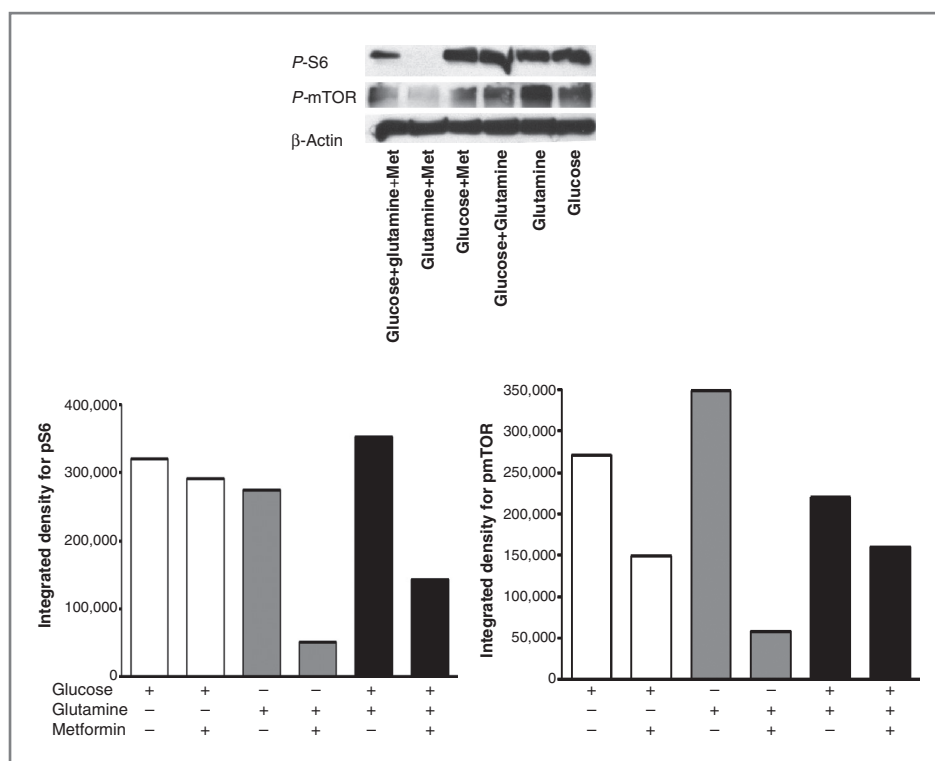 P-S6
P-mTOR
β-Actin
Glucose+glutamine+Met
Glutamine+Met
Glucose+Met
Glucose+Glutamine
Glutamine
Glucose
Integrated density for pS6
400,000
300,000
200,000
100,000
0
Integrated density for pmTOR
350,000
300,000
250,000
200,000
150,000
100,000
50,000
0
Glucose + + – – + + + + – – + +
Glutamine – – + + + + – – + + + +
Metformin – + – + – + – + – + – +